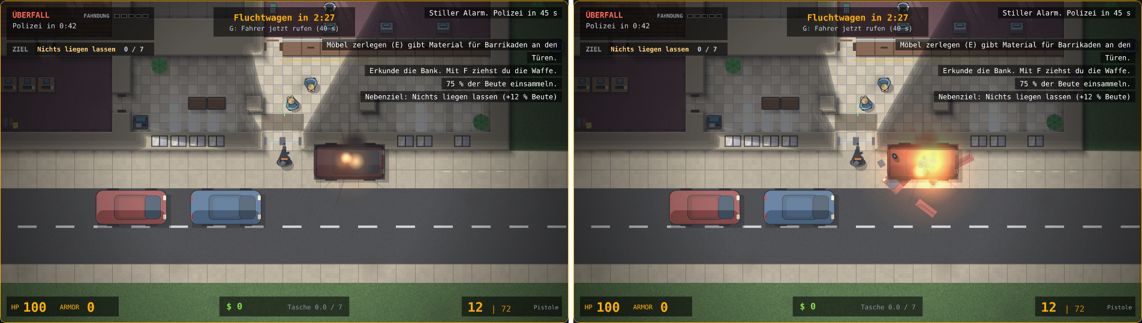 ÜBERFALL
FAHNDUNG
Polizei in 0:42
Fluchtwagen in 2:27
G: Fahrer jetzt rufen (40 s)
Stiller Alarm. Polizei in 45 s
ZIEL Nichts liegen lassen 0 / 7
Möbel zerlegen (E) gibt Material für Barrikaden an den
Türen.
Erkunde die Bank. Mit F ziehst du die Waffe.
75 % der Beute einsammeln.
Nebenziel: Nichts liegen lassen (+12 % Beute)
HP 100 ARMOR 0
$ 0 Tasche 0.0 / 7
12 | 72 Pistole
ÜBERFALL
FAHNDUNG
Polizei in 0:42
Fluchtwagen in 2:27
G: Fahrer jetzt rufen (40 s)
Stiller Alarm. Polizei in 45 s
ZIEL Nichts liegen lassen 0 / 7
Möbel zerlegen (E) gibt Material für Barrikaden an den
Türen.
Erkunde die Bank. Mit F ziehst du die Waffe.
75 % der Beute einsammeln.
Nebenziel: Nichts liegen lassen (+12 % Beute)
HP 100 ARMOR 0
$ 0 Tasche 0.0 / 7
12 | 72 Pistole